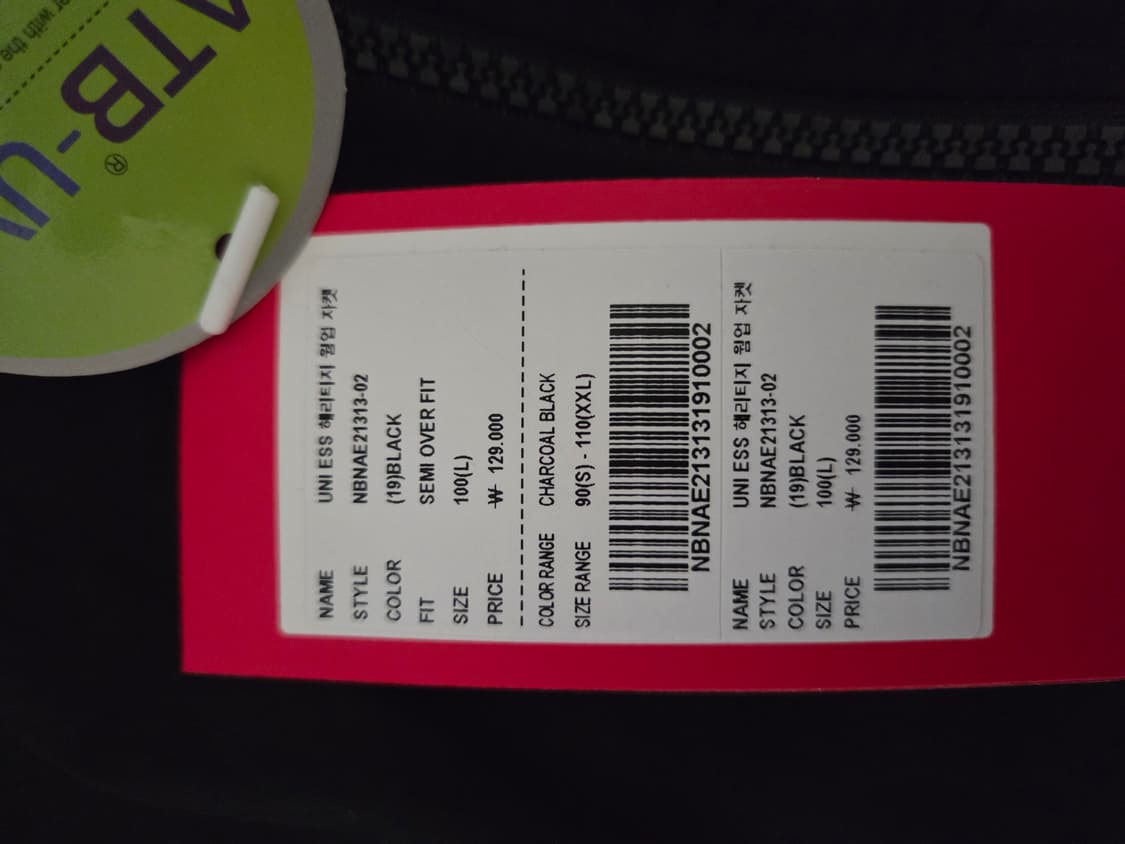 er with the
ATB-U
®
NAME UNI ESS 헤리티지 웜업 자켓
STYLE NBNAE21313-02
COLOR (19)BLACK
FIT SEMI OVER FIT
SIZE 100(L)
PRICE ₩ 129.000
COLOR RANGE CHARCOAL BLACK
SIZE RANGE 90(S) - 110(XXL)
NBNAE213131910002
NAME UNI ESS 헤리티지 웜업 자켓
STYLE NBNAE21313-02
COLOR (19)BLACK
SIZE 100(L)
PRICE ₩ 129.000
NBNAE213131910002